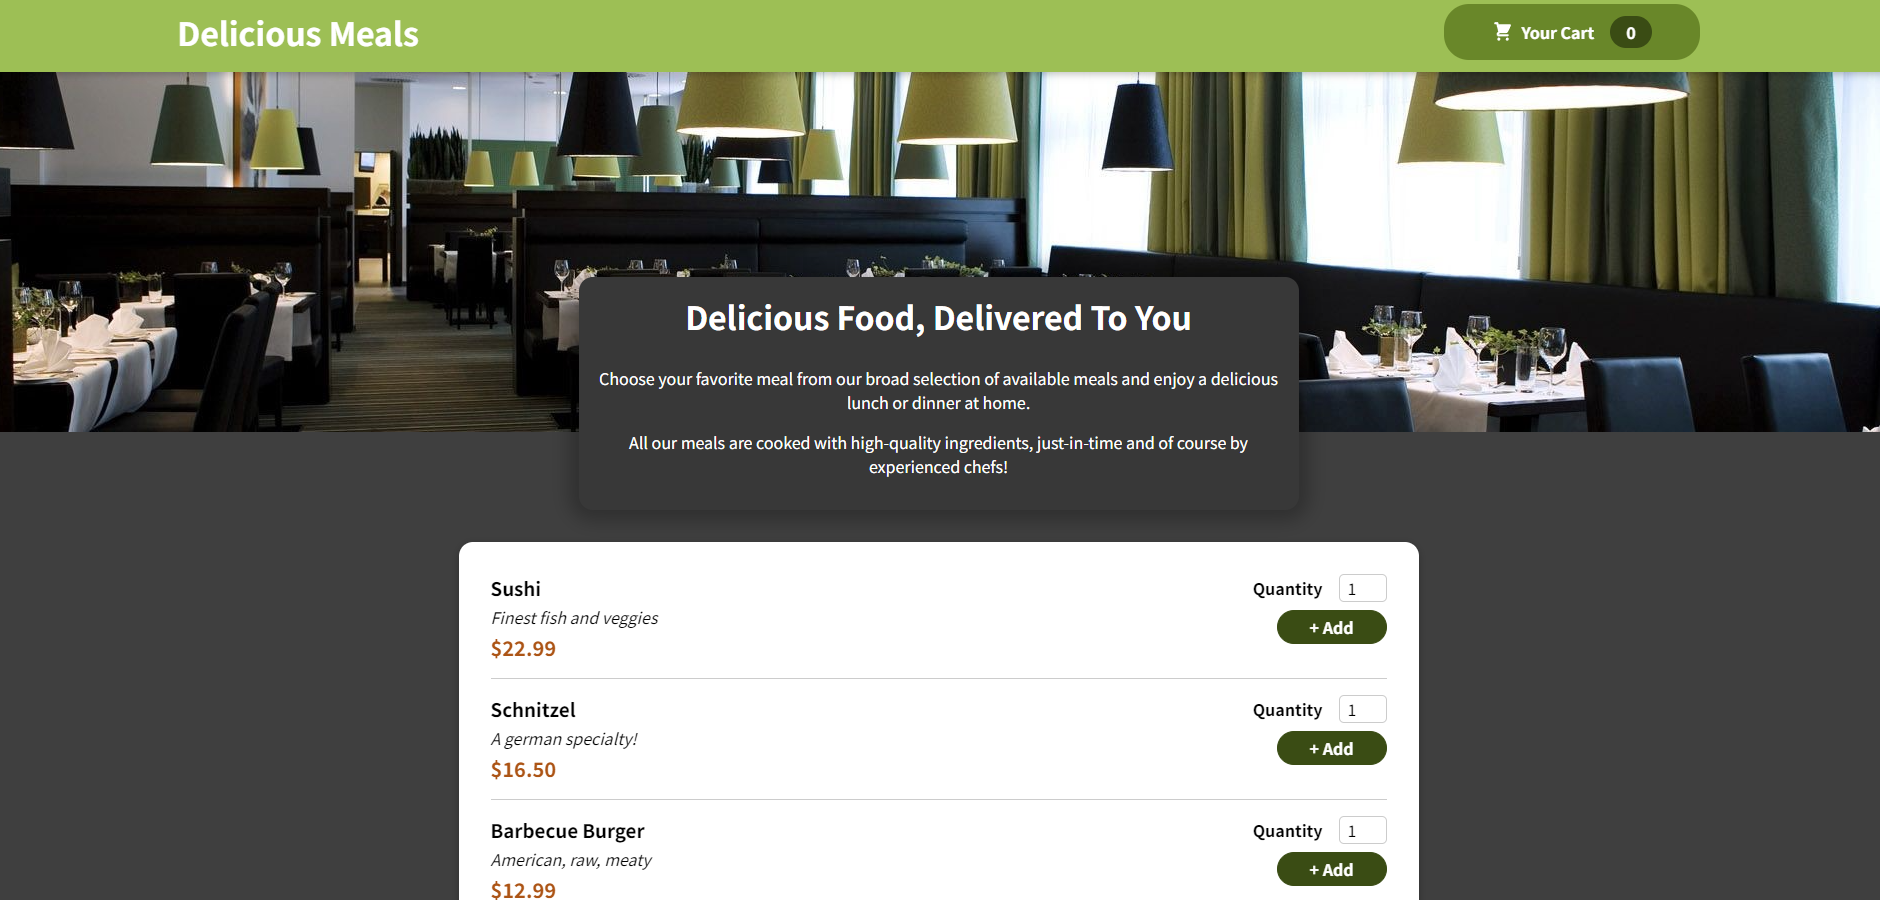 Delicious Meals
Your Cart 0
Delicious Food, Delivered To You
Choose your favorite meal from our broad selection of available meals and enjoy a delicious
lunch or dinner at home.
All our meals are cooked with high-quality ingredients, just-in-time and of course by
experienced chefs!
Sushi
Finest fish and veggies
$22.99
Quantity 1
+ Add
Schnitzel
A german specialty!
$16.50
Quantity 1
+ Add
Barbecue Burger
American, raw, meaty
$12.99
Quantity 1
+ Add